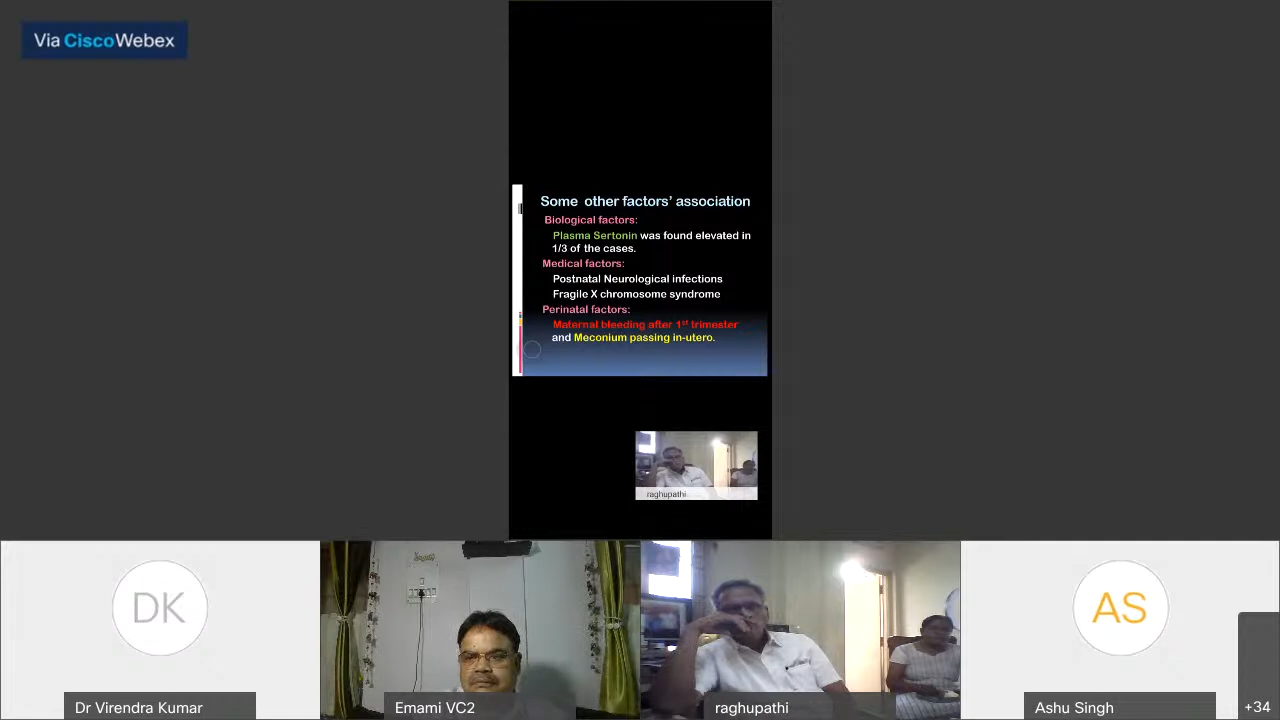 Via CiscoWebex
Some other factors' association
Biological factors:
Plasma Sertonin was found elevated in
1/3 of the cases.
Medical factors:
Postnatal Neurological infections
Fragile X chromosome syndrome
Perinatal factors:
Maternal bleeding after 1st trimester
and Meconium passing in-utero.
raghupathi
DK
AS
Dr Virendra Kumar
Emami VC2
raghupathi
Ashu Singh
+34